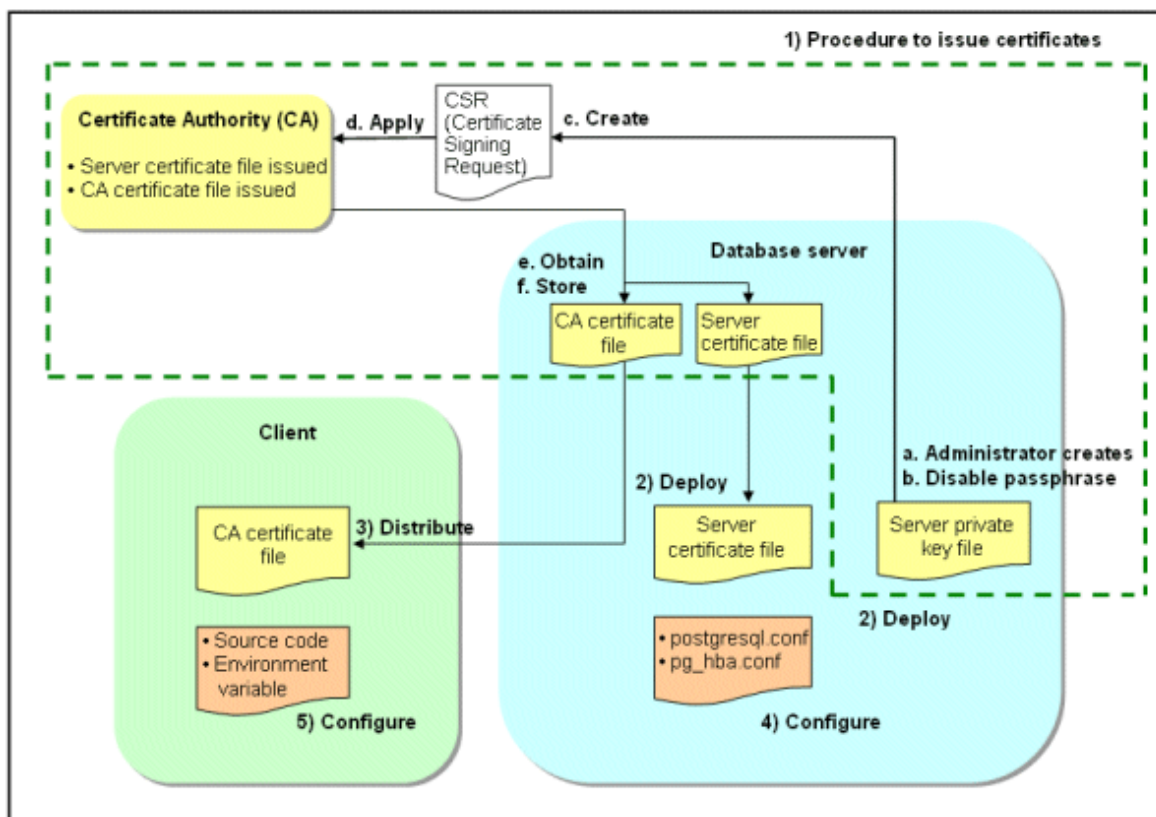 1) Procedure to issue certificates
Certificate Authority (CA)
• Server certificate file issued
• CA certificate file issued
d. Apply
CSR
(Certificate
Signing
Request)
c. Create
Database server
e. Obtain
f. Store
CA certificate
file
Server
certificate file
Client
a. Administrator creates
b. Disable passphrase
2) Deploy
CA certificate
file
3) Distribute
Server
certificate file
Server private
key file
2) Deploy
• Source code
• Environment
variable
5) Configure
• postgresql.conf
• pg_hba.conf
4) Configure